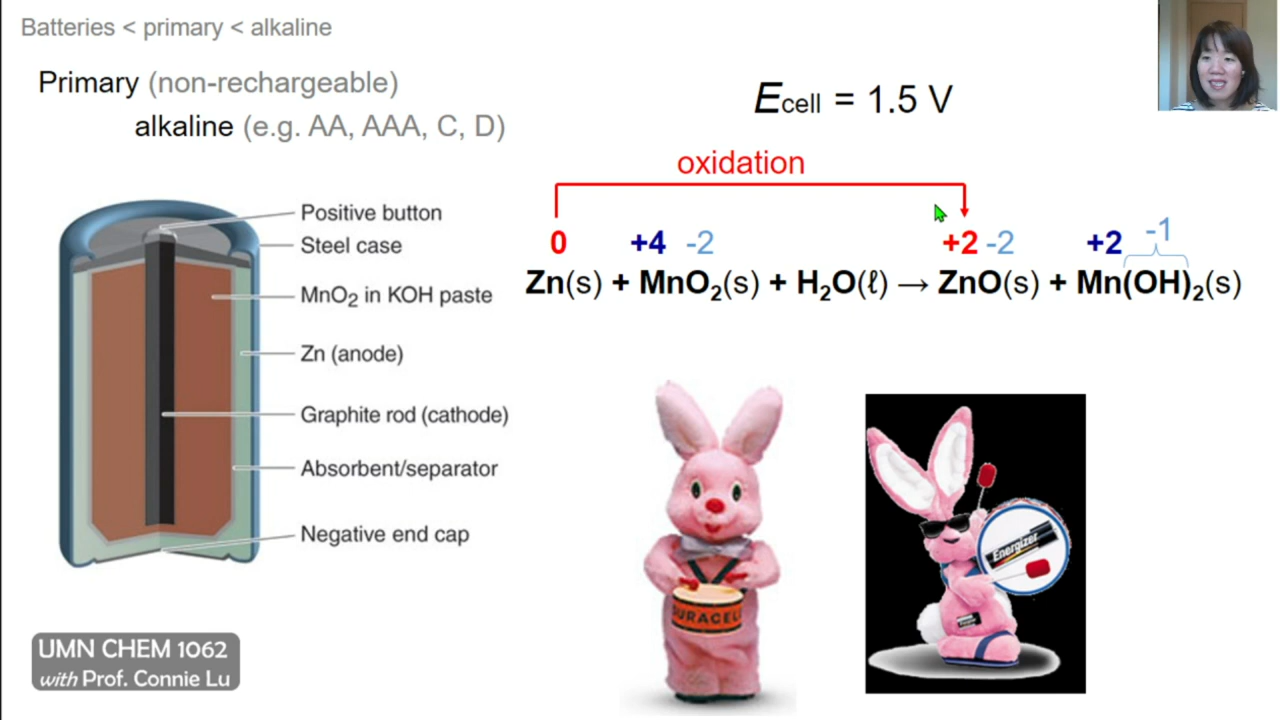 Batteries < primary < alkaline
Primary (non-rechargeable)
alkaline (e.g. AA, AAA, C, D)
Ecell = 1.5 V
oxidation
0 +4 -2 +2 -2 +2 -1
Zn(s) + MnO₂(s) + H₂O(ℓ) → ZnO(s) + Mn(OH)₂(s)
Positive button
Steel case
MnO₂ in KOH paste
Zn (anode)
Graphite rod (cathode)
Absorbent/separator
Negative end cap
DURACELL
Energizer
UMN CHEM 1062
with Prof. Connie Lu